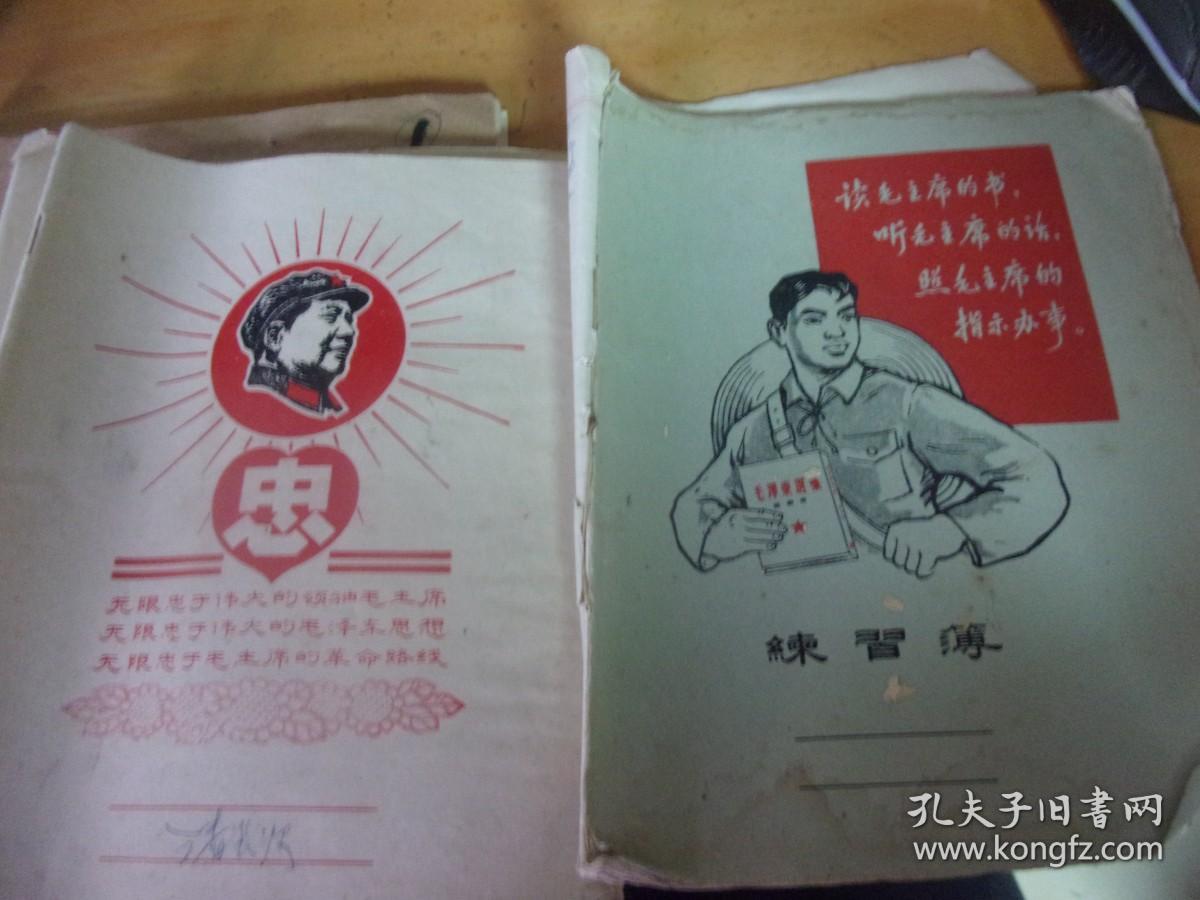 忠
无限忠于伟大的领袖毛主席
无限忠于伟大的毛泽东思想
无限忠于毛主席的革命路线
读毛主席的书，
听毛主席的话，
照毛主席的
指示办事。
毛澤東選集
練習簿
孔夫子旧书网
www.kongfz.com